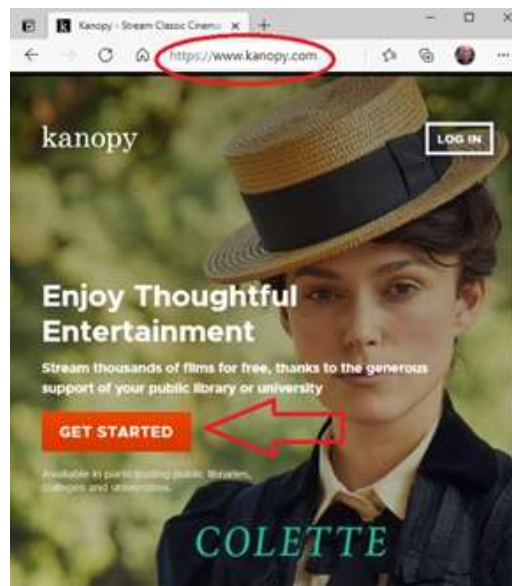 Kanopy - Stream Classic Cinema
https://www.kanopy.com
kanopy
LOG IN
Enjoy Thoughtful
Entertainment
Stream thousands of films for free, thanks to the generous
support of your public library or university
GET STARTED
Available in participating public libraries,
colleges and universities.
COLETTE